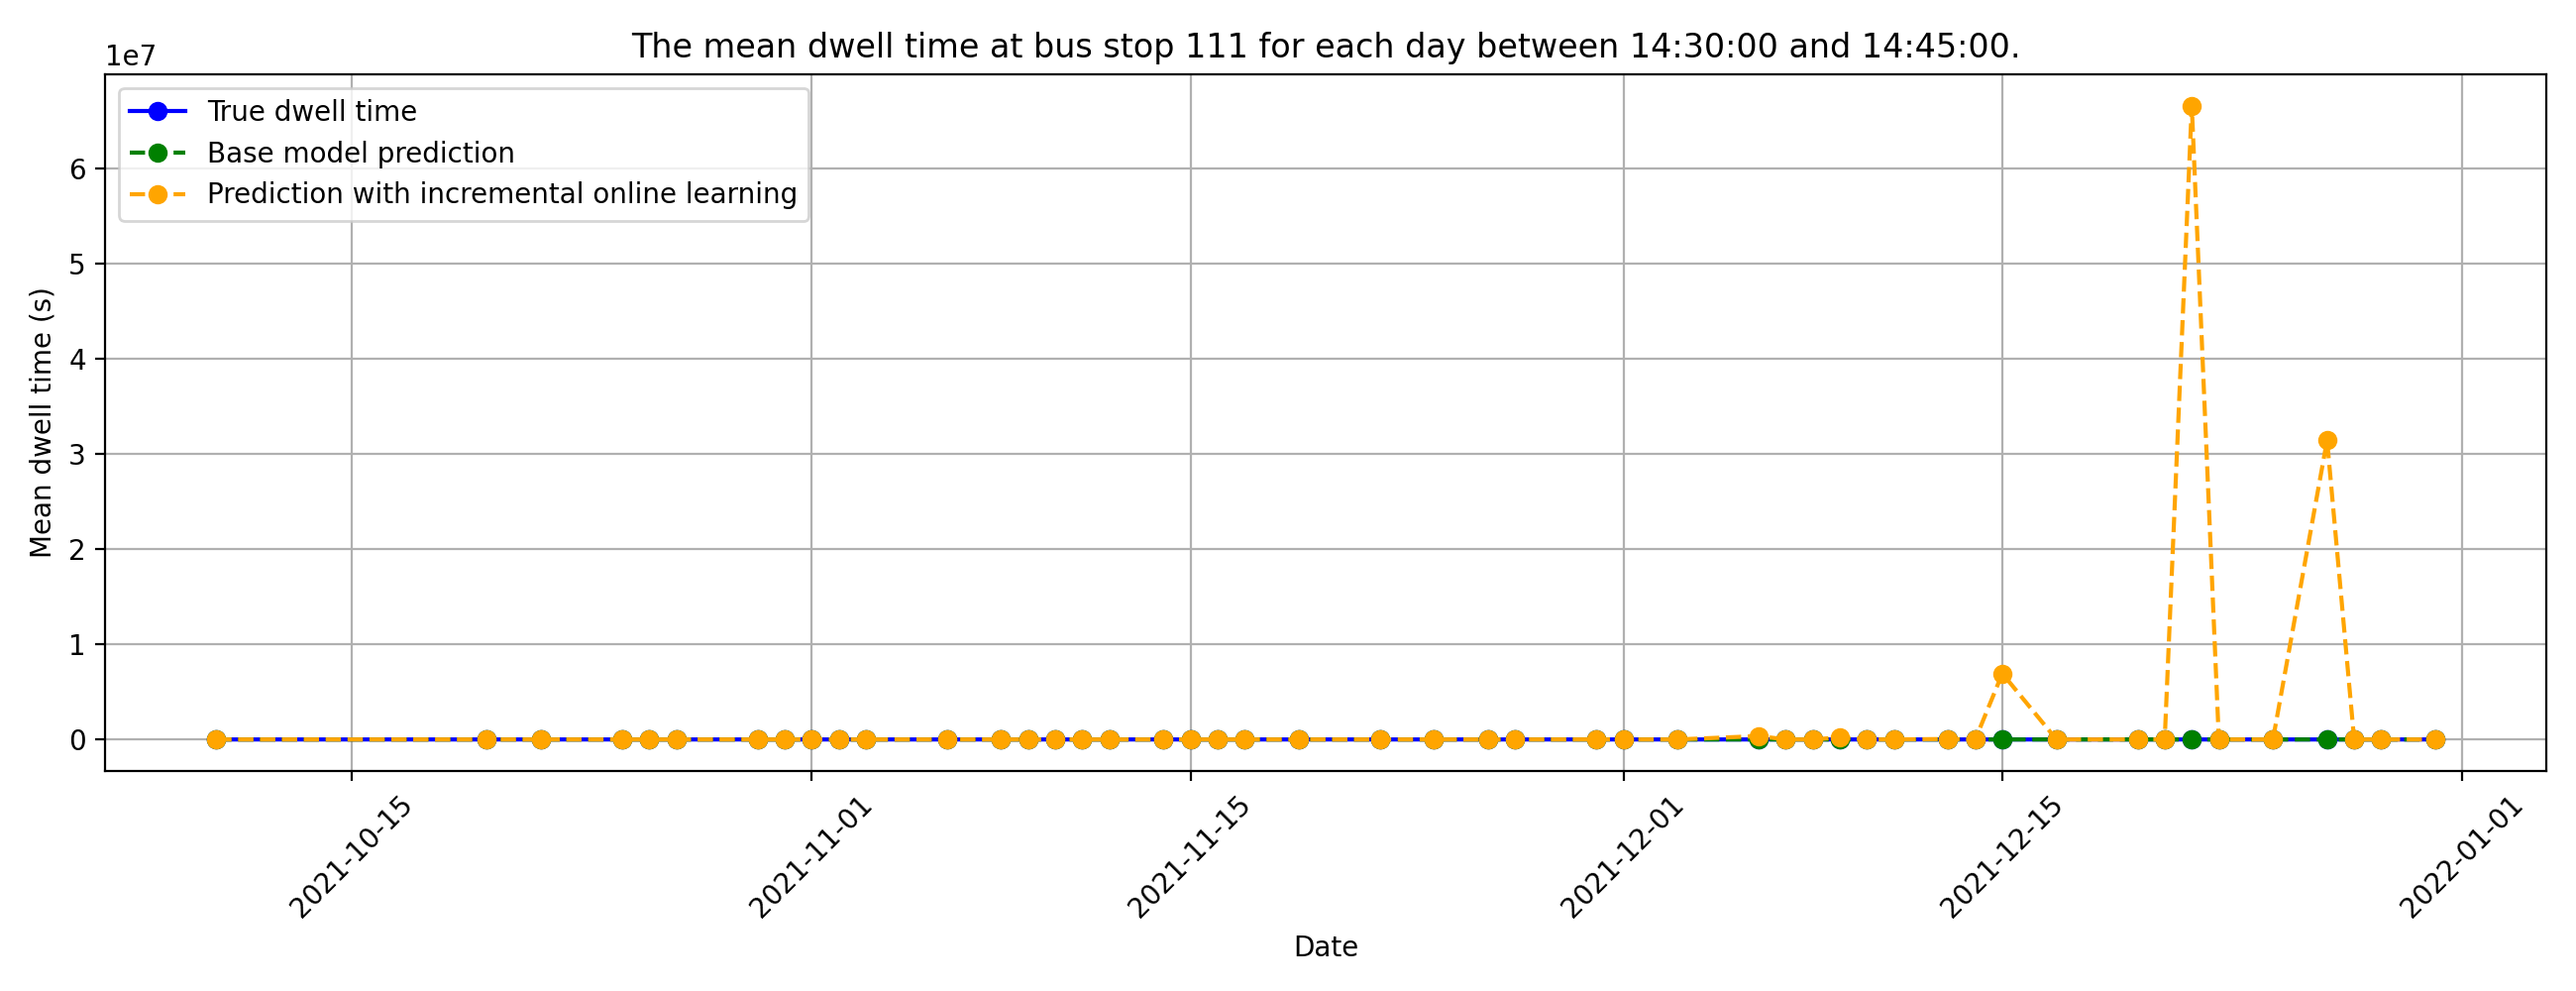 The mean dwell time at bus stop 111 for each day between 14:30:00 and 14:45:00.
1e7
True dwell time
Base model prediction
Prediction with incremental online learning
6
5
4
3
2
1
0
Mean dwell time (s)
2021-10-15
2021-11-01
2021-11-15
2021-12-01
2021-12-15
2022-01-01
Date